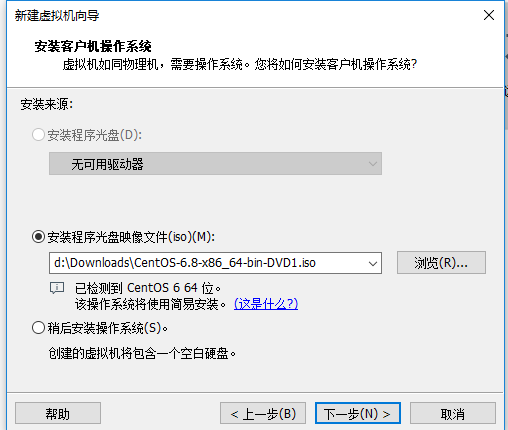 新建虚拟机向导
安装客户机操作系统
虚拟机如同物理机，需要操作系统。您将如何安装客户机操作系统?
安装来源:
安装程序光盘(D):
无可用驱动器
安装程序光盘映像文件(iso)(M):
d:\Downloads\CentOS-6.8-x86_64-bin-DVD1.iso
浏览(R)...
已检测到 CentOS 6 64 位。
该操作系统将使用简易安装。(这是什么?)
稍后安装操作系统(S)。
创建的虚拟机将包含一个空白硬盘。
帮助
< 上一步(B)
下一步(N) >
取消